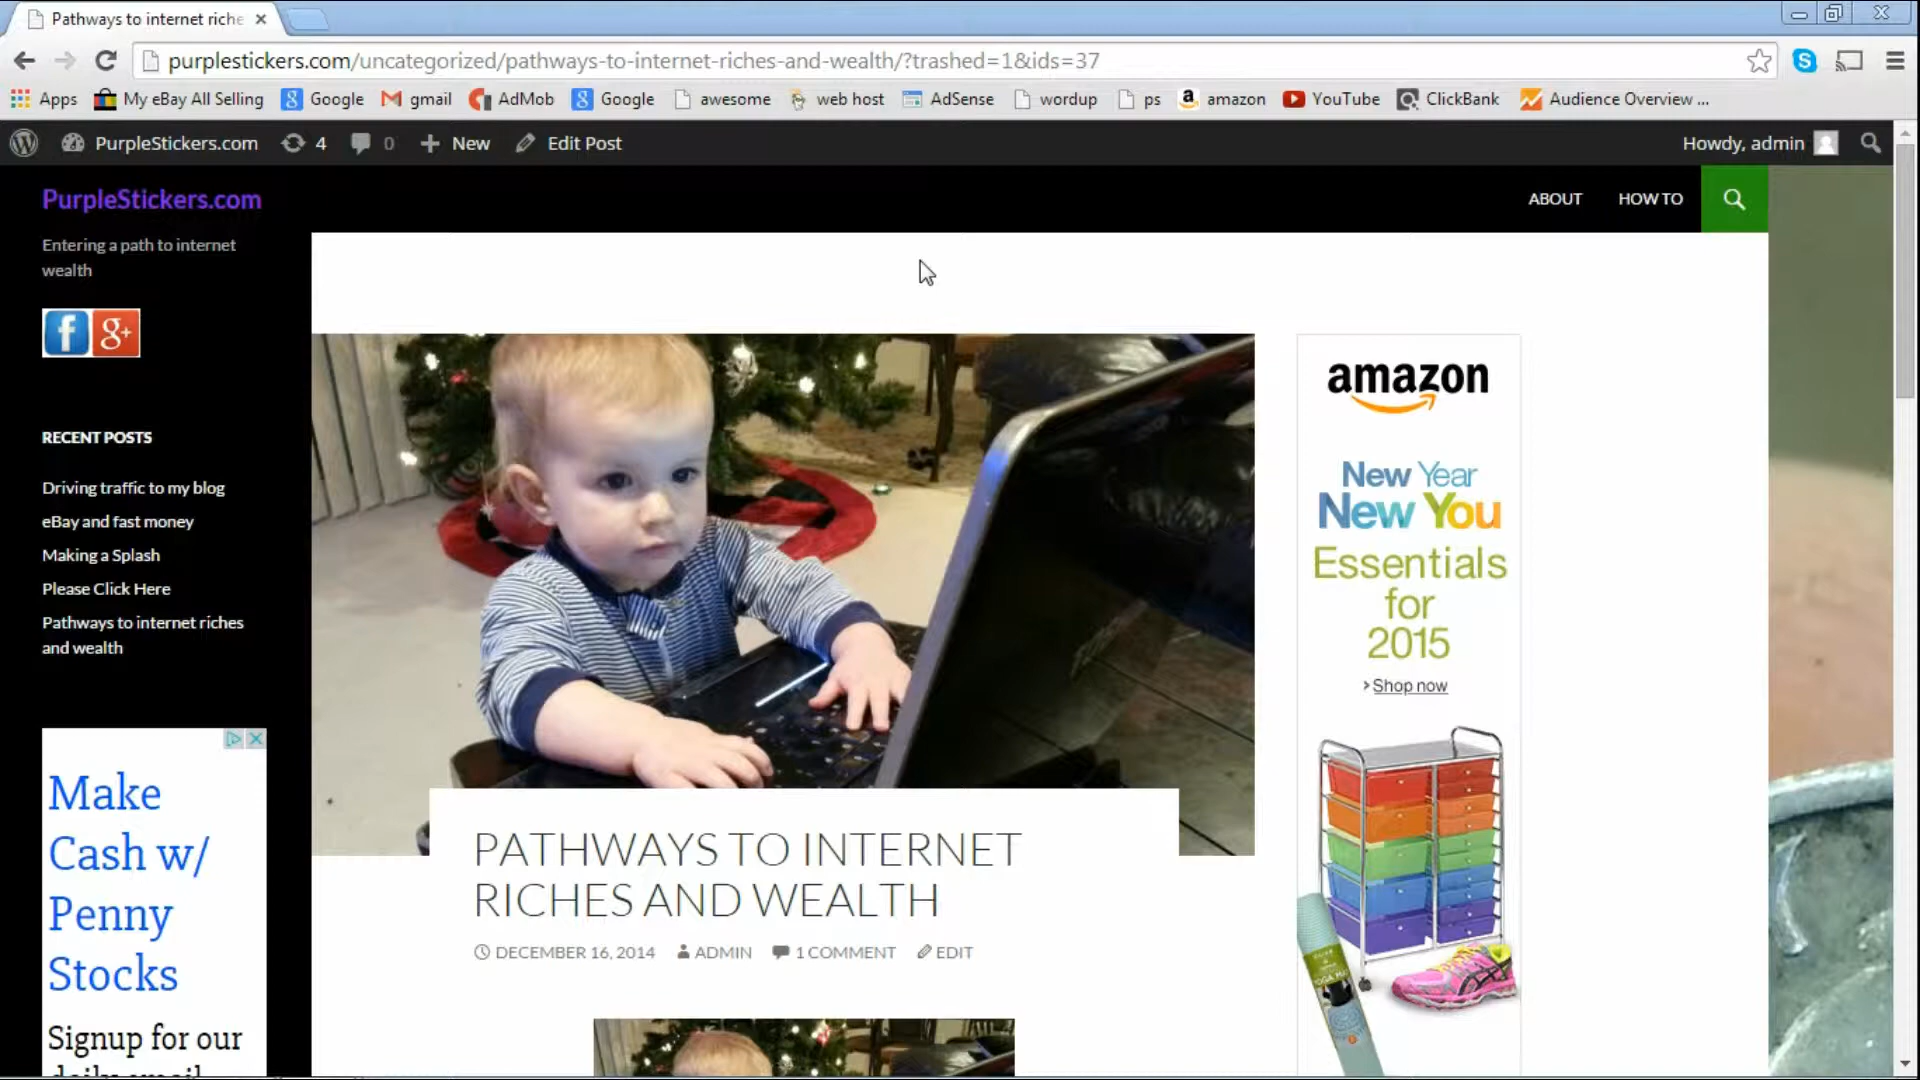 Pathways to internet riche
purplestickers.com/uncategorized/pathways-to-internet-riches-and-wealth/?trashed=1&ids=37
Apps My eBay All Selling Google gmail AdMob Google awesome web host AdSense wordup ps amazon YouTube ClickBank Audience Overview ...
PurpleStickers.com 4 0 New Edit Post Howdy, admin
PurpleStickers.com
ABOUT HOW TO
Entering a path to internet
wealth
f g+
RECENT POSTS
Driving traffic to my blog
eBay and fast money
Making a Splash
Please Click Here
Pathways to internet riches
and wealth
Make
Cash w/
Penny
Stocks
Signup for our
daily email
PATHWAYS TO INTERNET
RICHES AND WEALTH
DECEMBER 16, 2014 ADMIN 1 COMMENT EDIT
amazon
New Year
New You
Essentials
for
2015
Shop now